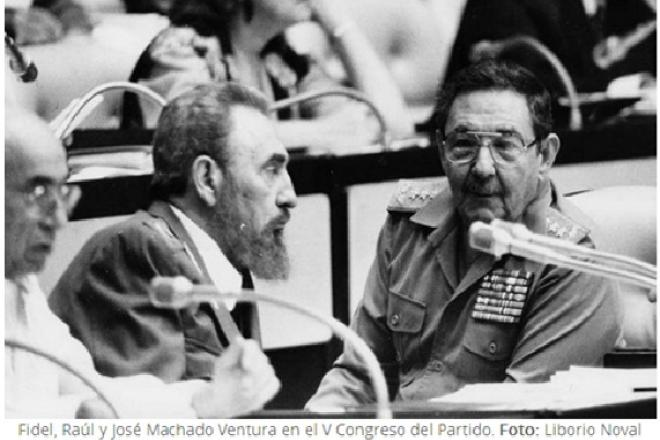 Fidel, Raúl y José Machado Ventura en el V Congreso del Partido. Foto: Liborio Noval